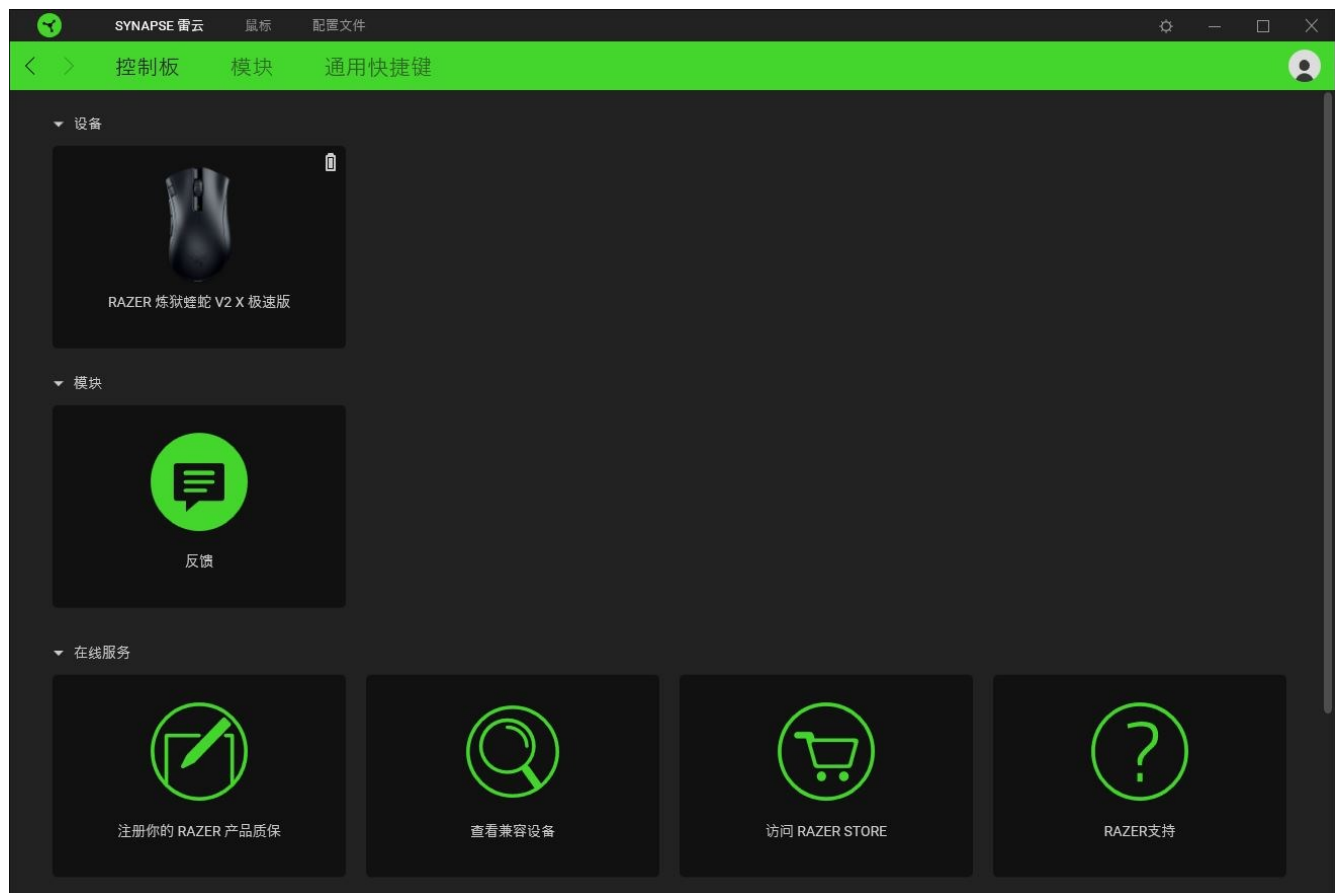 SYNAPSE 雷云 鼠标 配置文件
控制板 模块 通用快捷键
设备
RAZER 炼狱蝰蛇 V2 X 极速版
模块
反馈
在线服务
注册你的 RAZER 产品质保 查看兼容设备 访问 RAZER STORE RAZER支持